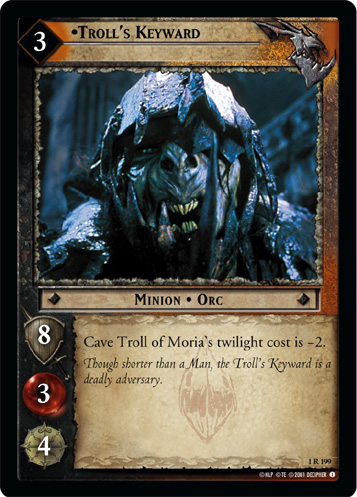 3
•Troll's Keyward
Minion • Orc
8
Cave Troll of Moria's twilight cost is –2.
3
Though shorter than a Man, the Troll's Keyward is a
deadly adversary.
4
1 R 199
©NLP ©TE ©2001 DECIPHER 1